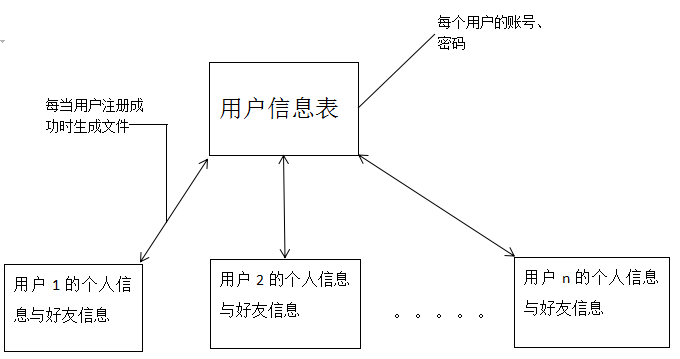 每个用户的账号、
密码
用户信息表
每当用户注册成
功时生成文件
用户 1 的个人信
息与好友信息
用户 2 的个人信息
与好友信息
。。。。。
用户 n 的个人信息
与好友信息